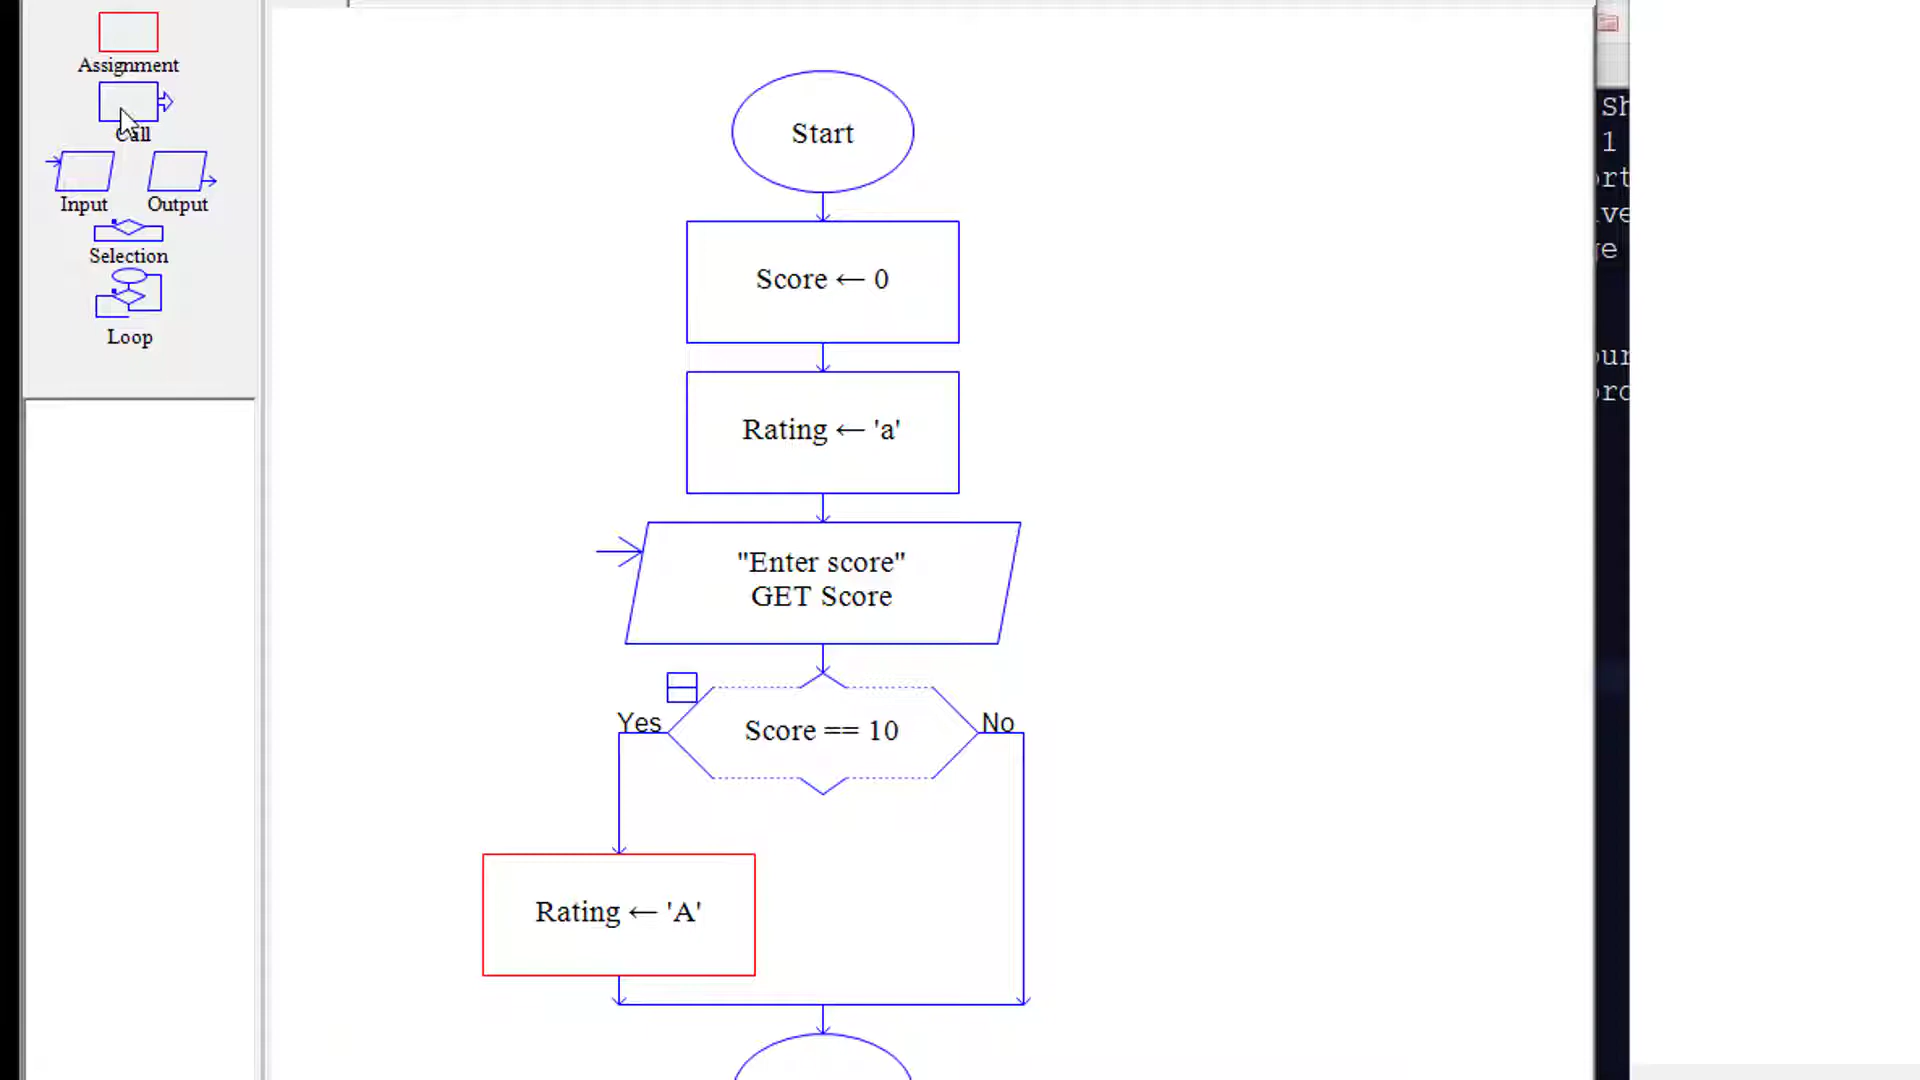 Assignment
Call
Input Output
Selection
Loop
Start
Score ← 0
Rating ← 'a'
"Enter score"
GET Score
Yes
Score == 10
No
Rating ← 'A'
1